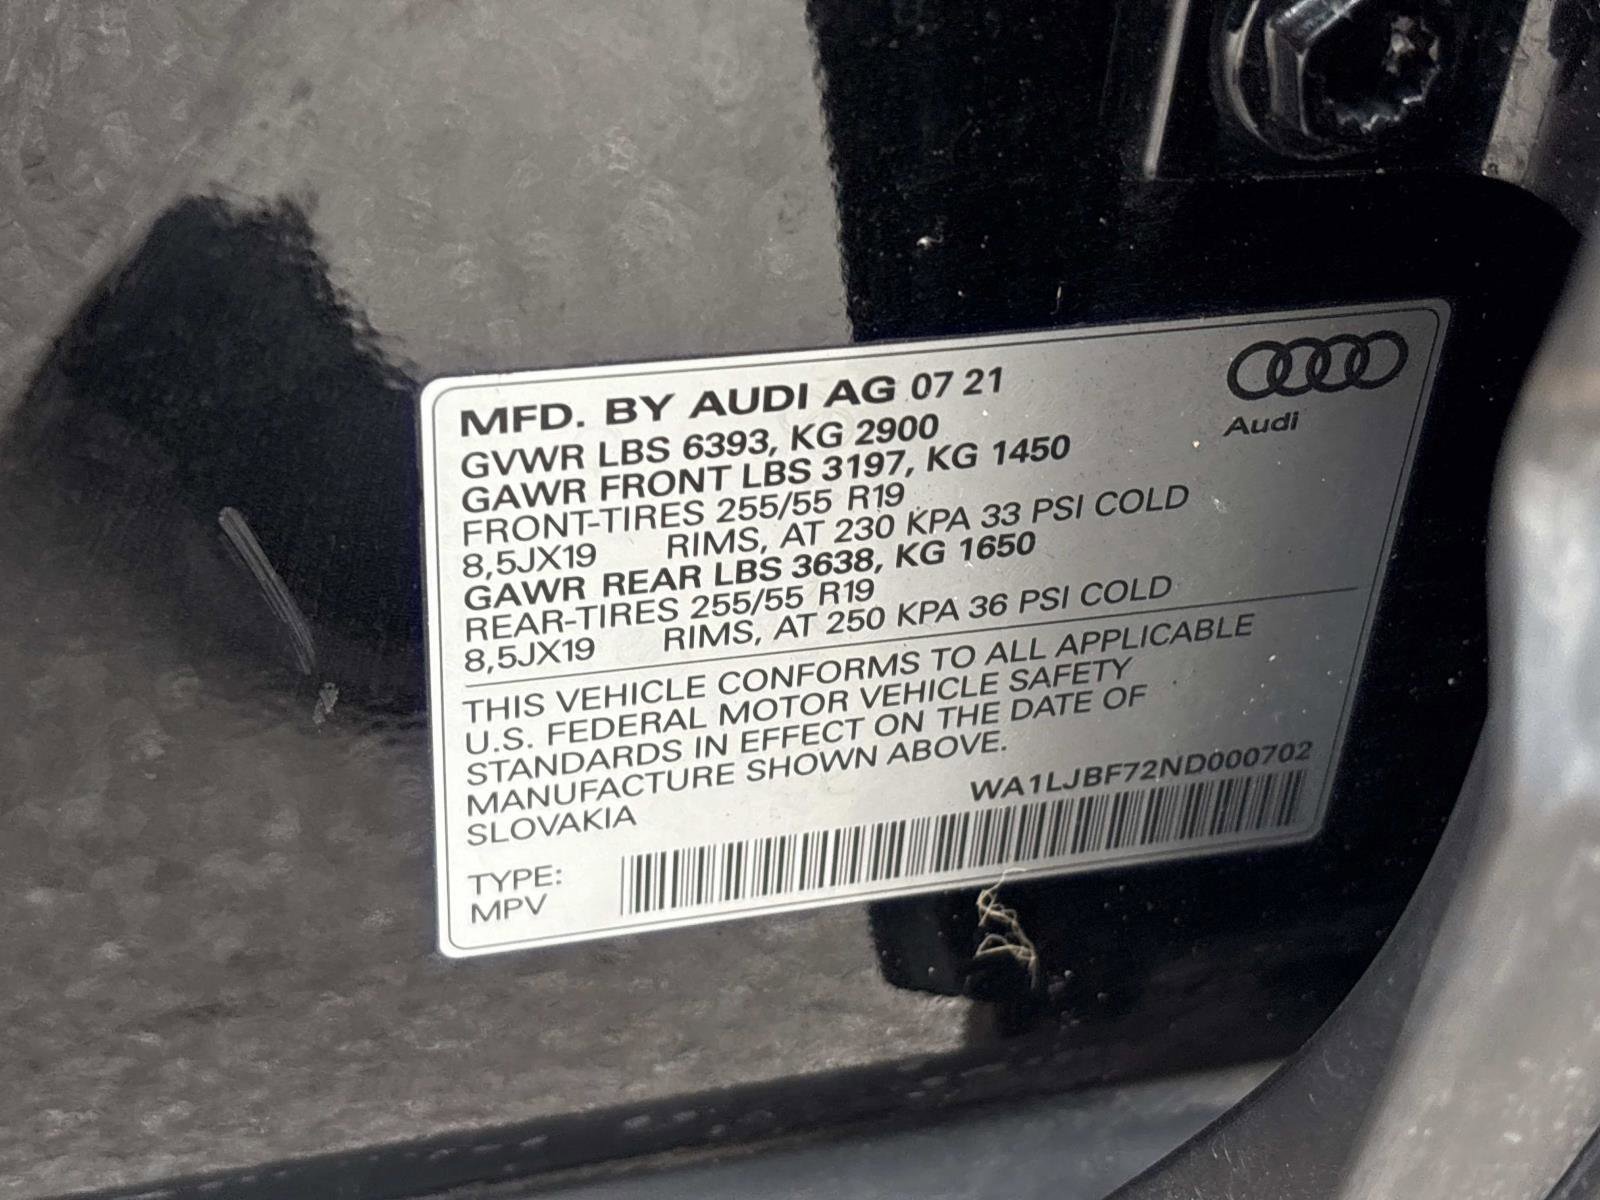 MFD. BY AUDI AG 07 21
Audi
GVWR LBS 6393, KG 2900
GAWR FRONT LBS 3197, KG 1450
FRONT-TIRES 255/55 R19
8,5JX19 RIMS, AT 230 KPA 33 PSI COLD
GAWR REAR LBS 3638, KG 1650
REAR-TIRES 255/55 R19
8,5JX19 RIMS, AT 250 KPA 36 PSI COLD
THIS VEHICLE CONFORMS TO ALL APPLICABLE
U.S. FEDERAL MOTOR VEHICLE SAFETY
STANDARDS IN EFFECT ON THE DATE OF
MANUFACTURE SHOWN ABOVE.
SLOVAKIA
WA1LJBF72ND000702
TYPE:
MPV